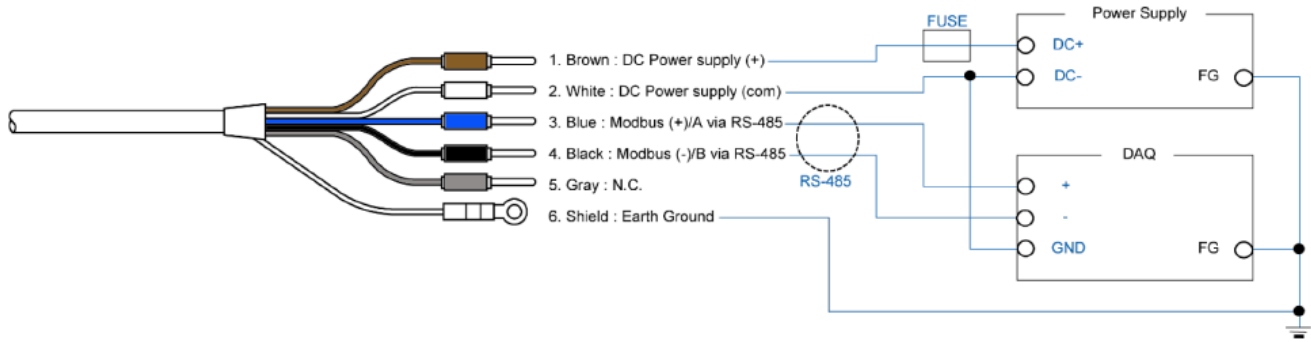 FUSE
Power Supply
DC+
DC-
FG
1. Brown : DC Power supply (+)
2. White : DC Power supply (com)
3. Blue : Modbus (+)/A via RS-485
4. Black : Modbus (-)/B via RS-485
5. Gray : N.C.
6. Shield : Earth Ground
RS-485
DAQ
+
-
GND
FG